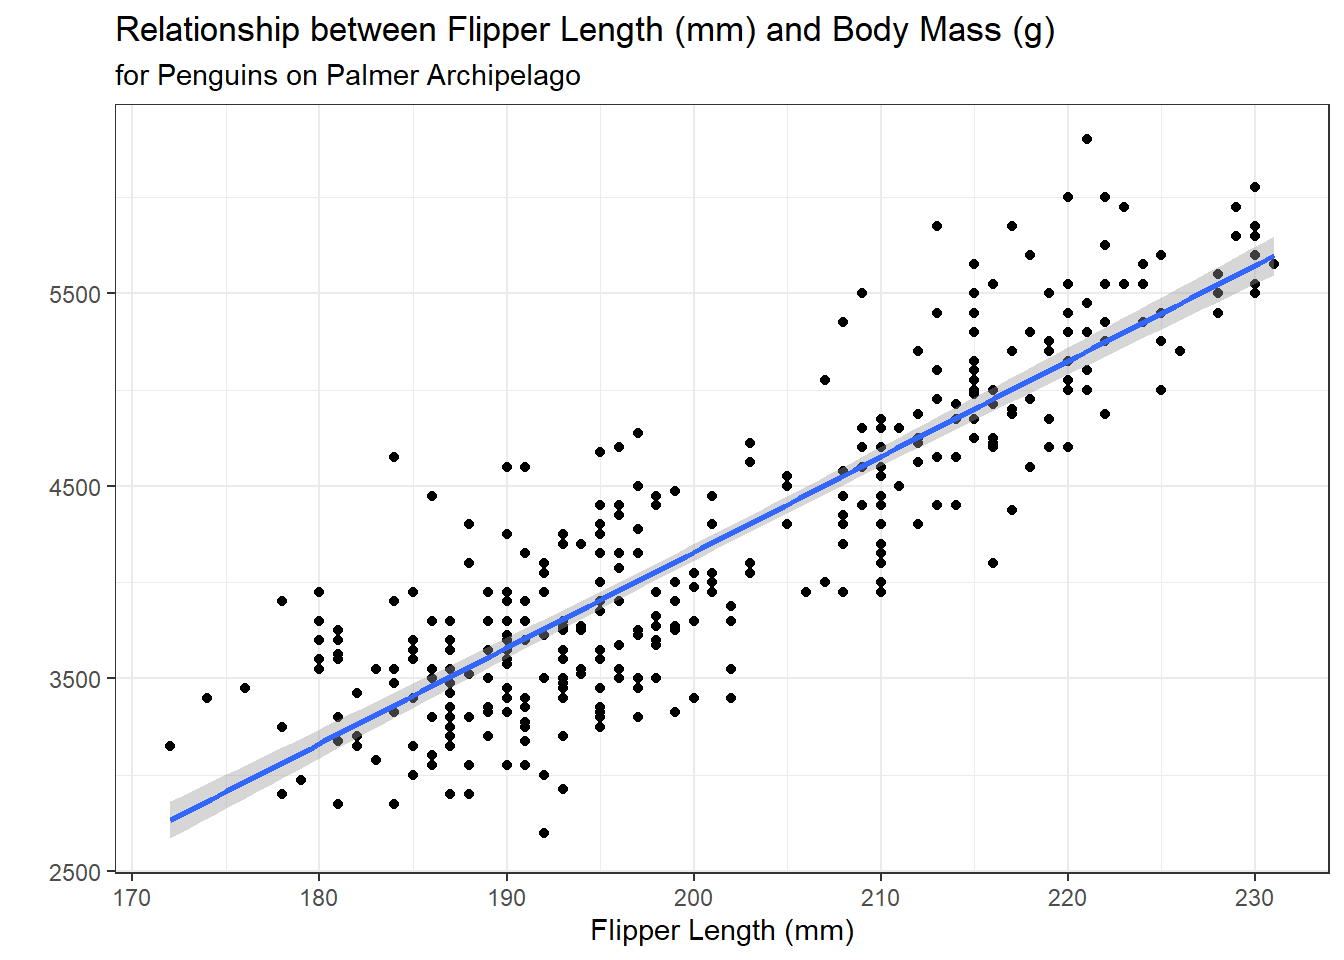 Relationship between Flipper Length (mm) and Body Mass (g)
for Penguins on Palmer Archipelago
5500
4500
3500
2500
170 180 190 200 210 220 230
Flipper Length (mm)